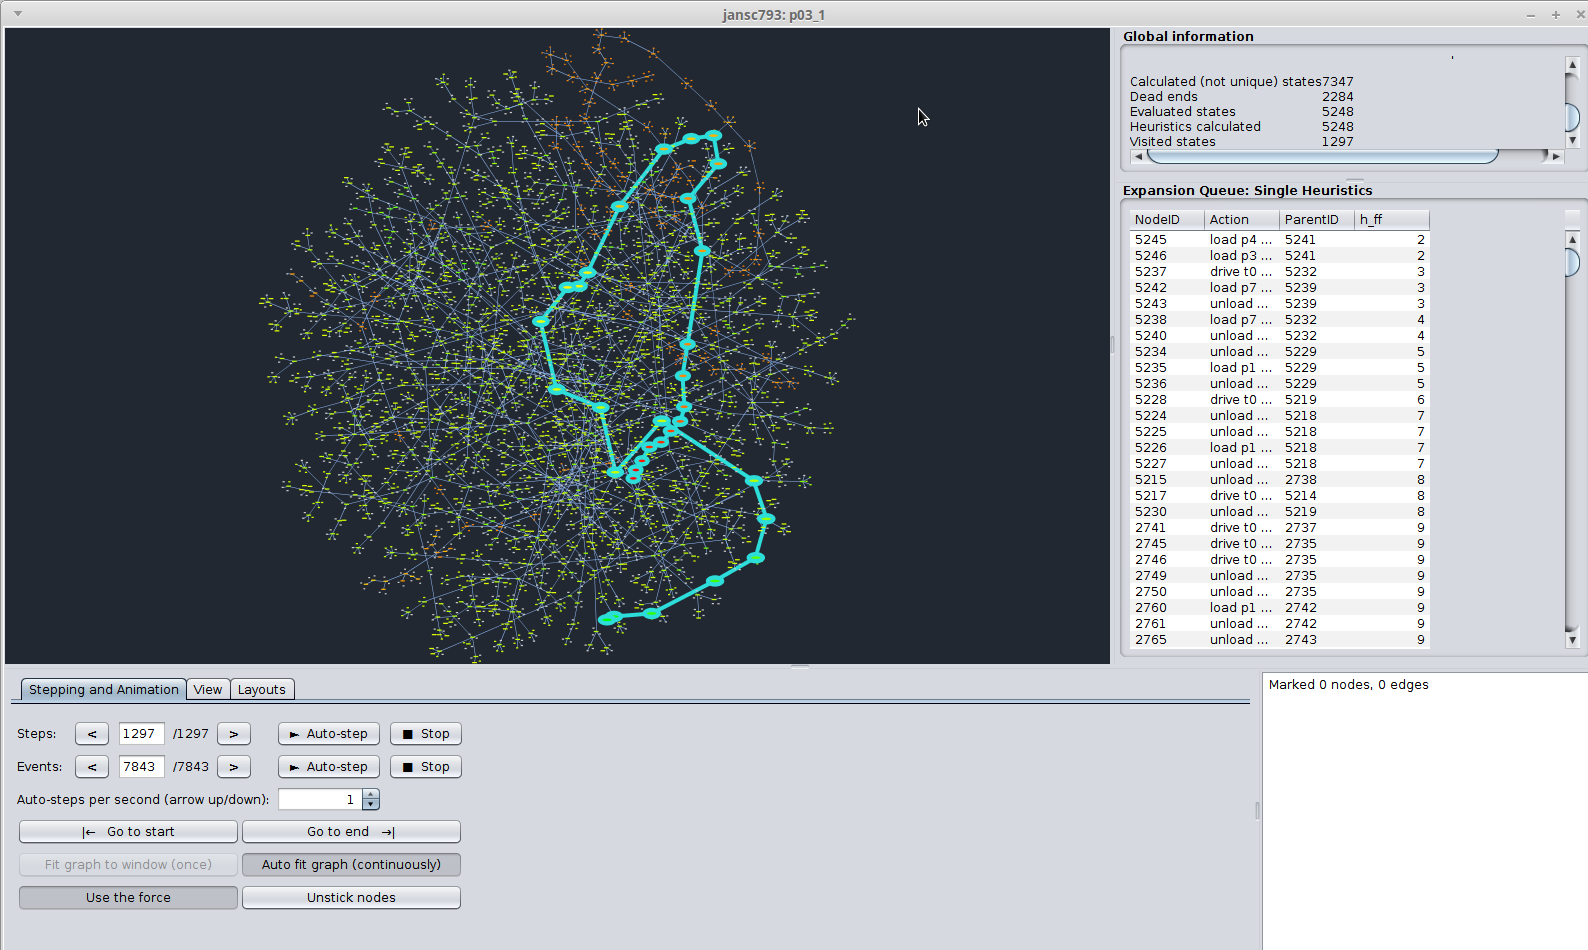 jansc793: p03_1
Global information
Calculated (not unique) states7347
Dead ends 2284
Evaluated states 5248
Heuristics calculated 5248
Visited states 1297
Expansion Queue: Single Heuristics
NodeID Action ParentID h_ff
5245 load p4 ... 5241 2
5246 load p3 ... 5241 2
5237 drive t0 ... 5232 3
5242 load p7 ... 5239 3
5243 unload ... 5239 3
5238 load p7 ... 5232 4
5240 unload ... 5232 4
5234 unload ... 5229 5
5235 load p1 ... 5229 5
5236 unload ... 5229 5
5228 drive t0 ... 5219 6
5224 unload ... 5218 7
5225 unload ... 5218 7
5226 load p1 ... 5218 7
5227 unload ... 5218 7
5215 unload ... 2738 8
5217 drive t0 ... 5214 8
5230 unload ... 5219 8
2741 drive t0 ... 2737 9
2745 drive t0 ... 2735 9
2746 drive t0 ... 2735 9
2749 unload ... 2735 9
2750 unload ... 2735 9
2760 load p1 ... 2742 9
2761 unload ... 2742 9
2765 unload ... 2743 9
Stepping and Animation View Layouts
Steps: < 1297 /1297 > ► Auto-step ■ Stop
Events: < 7843 /7843 > ► Auto-step ■ Stop
Auto-steps per second (arrow up/down): 1
|← Go to start Go to end →|
Fit graph to window (once) Auto fit graph (continuously)
Use the force Unstick nodes
Marked 0 nodes, 0 edges